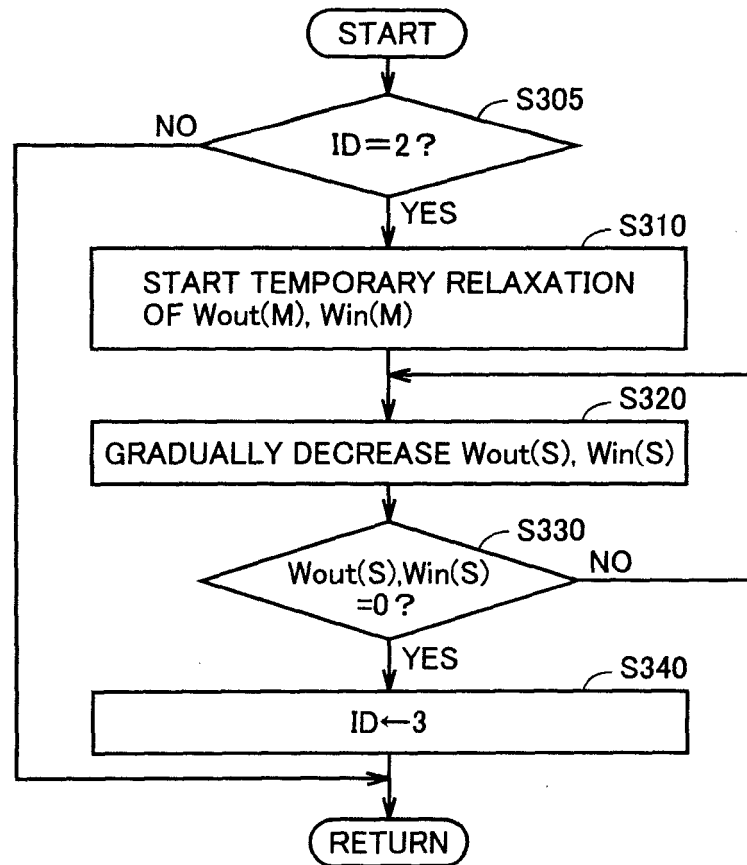 START
S305
NO
ID=2?
YES
S310
START TEMPORARY RELAXATION
OF Wout(M), Win(M)
S320
GRADUALLY DECREASE Wout(S), Win(S)
S330
Wout(S),Win(S)
=0?
NO
YES
S340
ID←3
RETURN